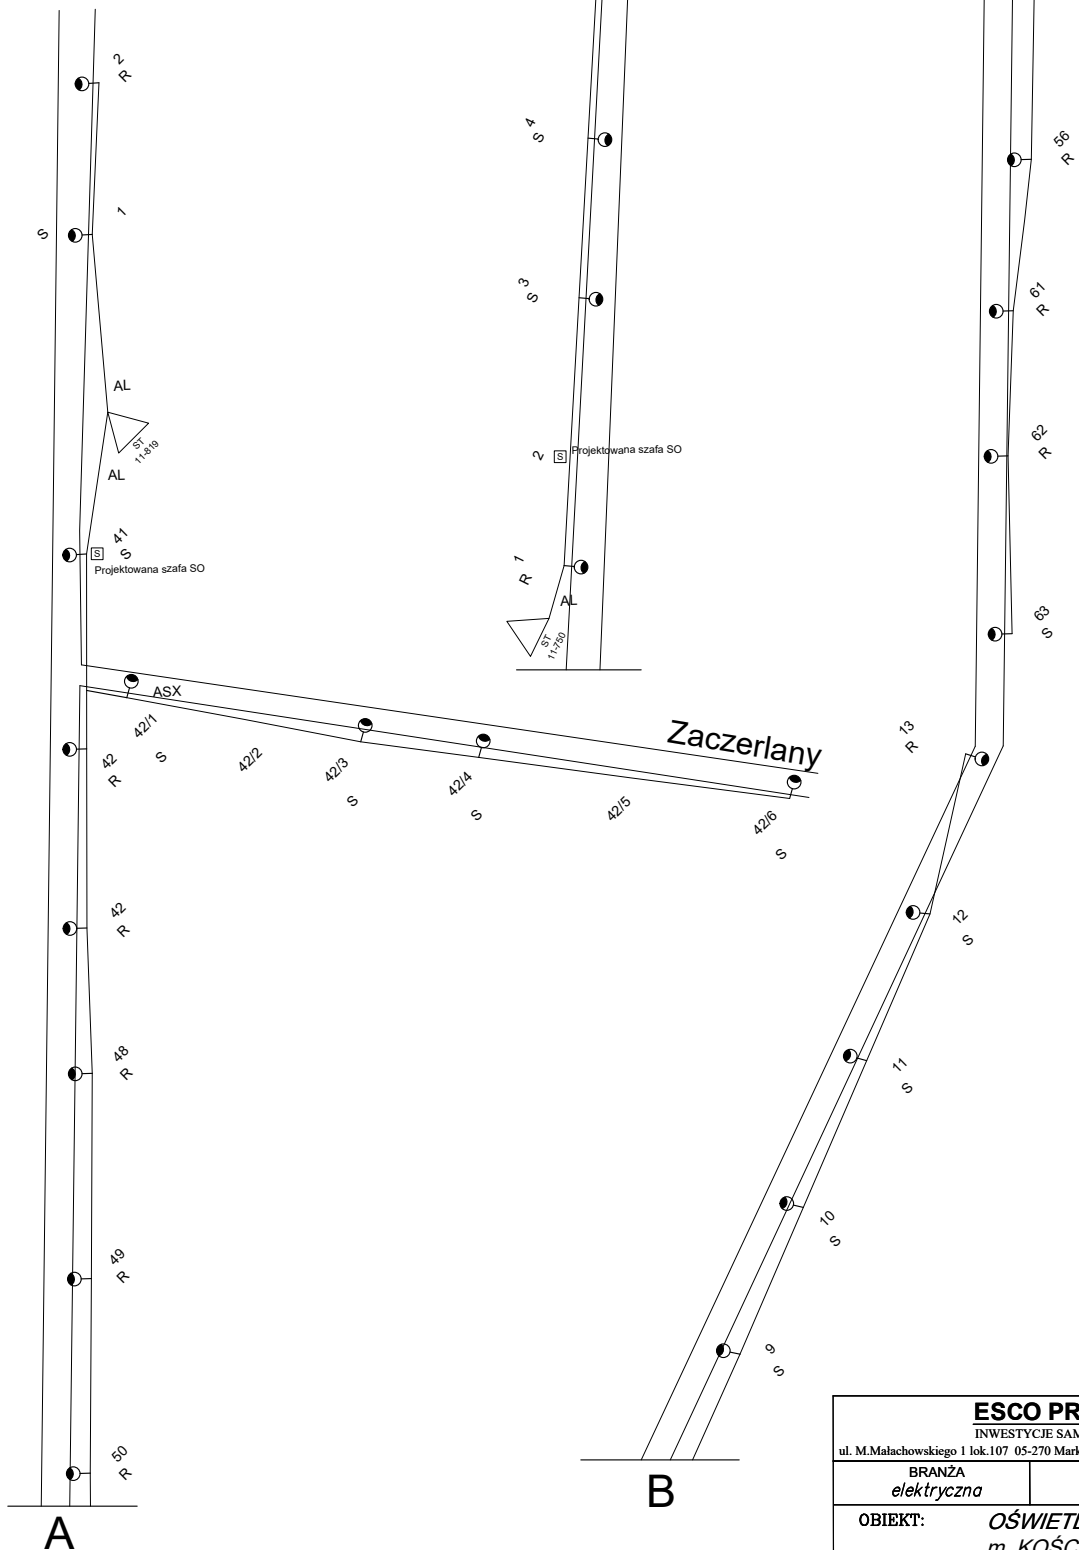 2
R
1
S
AL
ST
11-819
AL
41
S
S
Projektowana szafa SO
ASX
42/1
S
42
R
42/2
42/3
S
42/4
S
42/5
42/6
S
Zaczerlany
42
R
48
R
49
R
50
R
A
4
S
3
S
2
S
Projektowana szafa SO
1
R
AL
ST
11-750
56
R
61
R
62
R
63
S
13
R
12
S
11
S
10
S
9
S
B
ESCO PR
INWESTYCJE SAM
ul. M.Małachowskiego 1 lok.107 05-270 Mark
BRANŻA
elektryczna
OBIEKT:
OŚWIETL
m. KOŚC